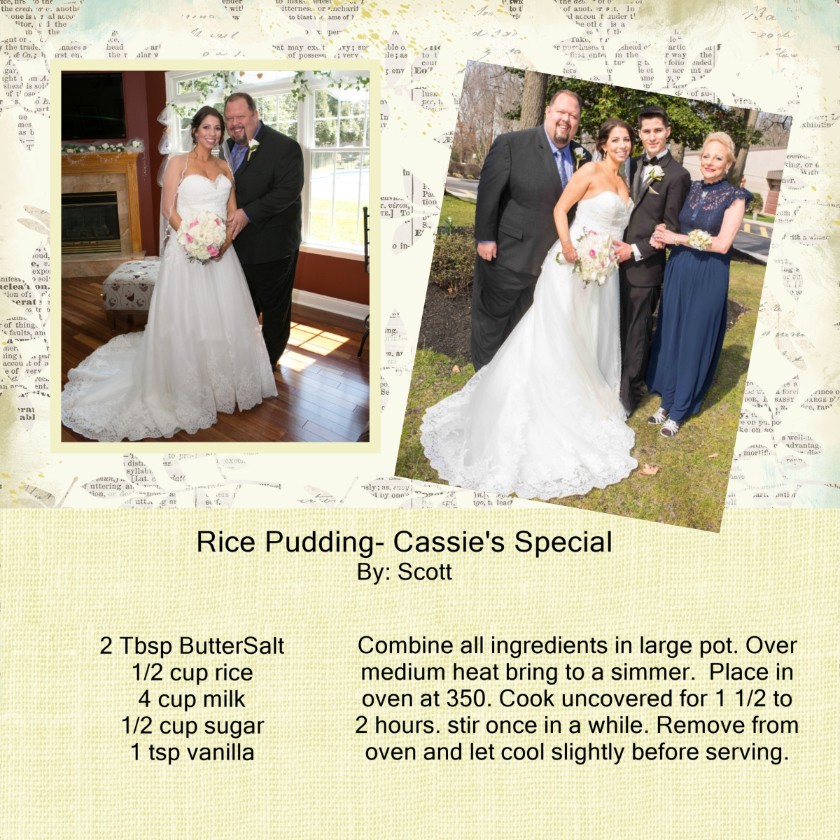 Rice Pudding- Cassie's Special
By: Scott
2 Tbsp ButterSalt
1/2 cup rice
4 cup milk
1/2 cup sugar
1 tsp vanilla
Combine all ingredients in large pot. Over
medium heat bring to a simmer.  Place in
oven at 350. Cook uncovered for 1 1/2 to
2 hours. stir once in a while. Remove from
oven and let cool slightly before serving.